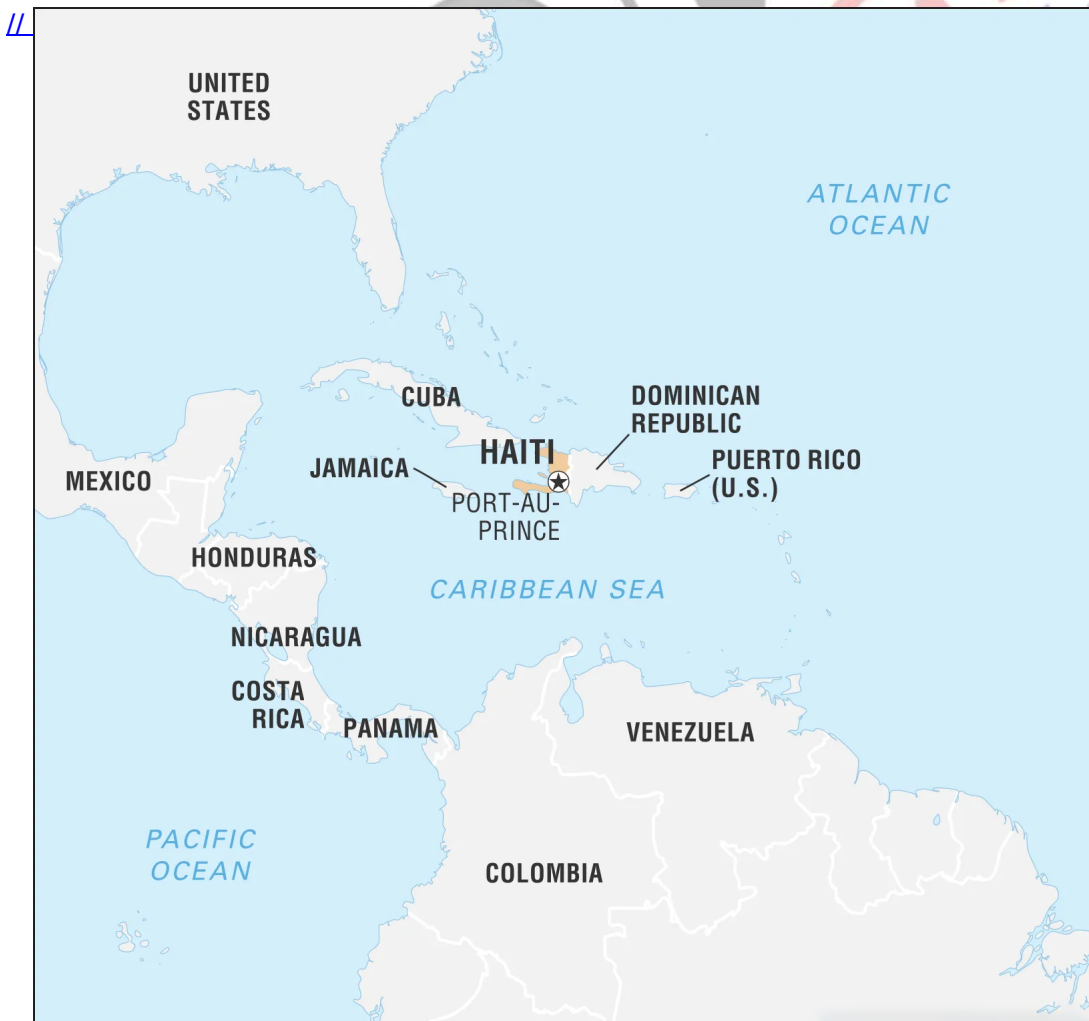 //
UNITED
STATES
ATLANTIC
OCEAN
CUBA
DOMINICAN
REPUBLIC
HAITI
JAMAICA
PUERTO RICO
(U.S.)
MEXICO
PORT-AU-
PRINCE
HONDURAS
CARIBBEAN SEA
NICARAGUA
COSTA
RICA
PANAMA
VENEZUELA
PACIFIC
OCEAN
COLOMBIA